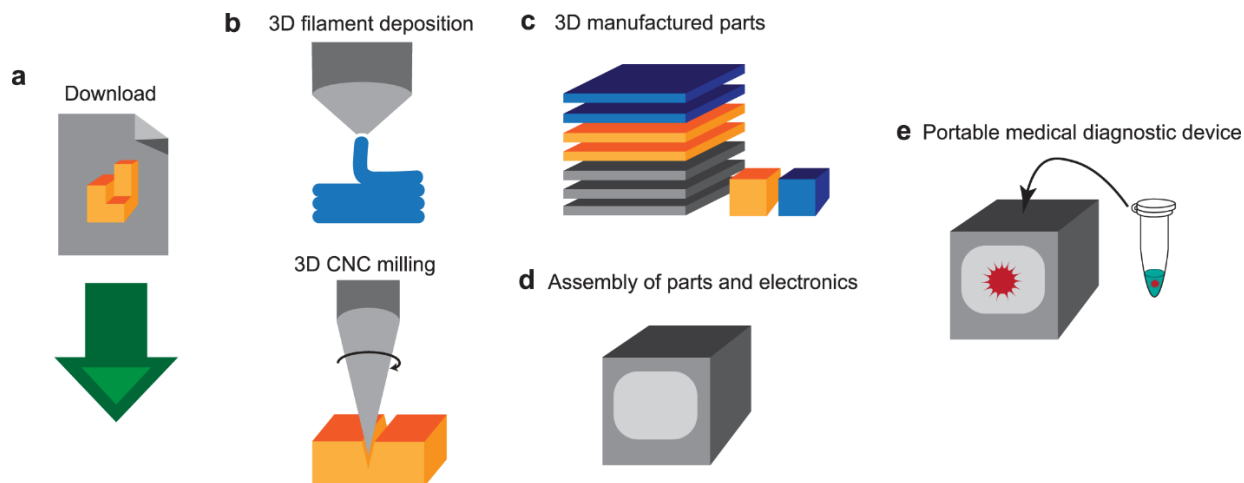 a
Download
b 3D filament deposition
3D CNC milling
c 3D manufactured parts
d Assembly of parts and electronics
e Portable medical diagnostic device